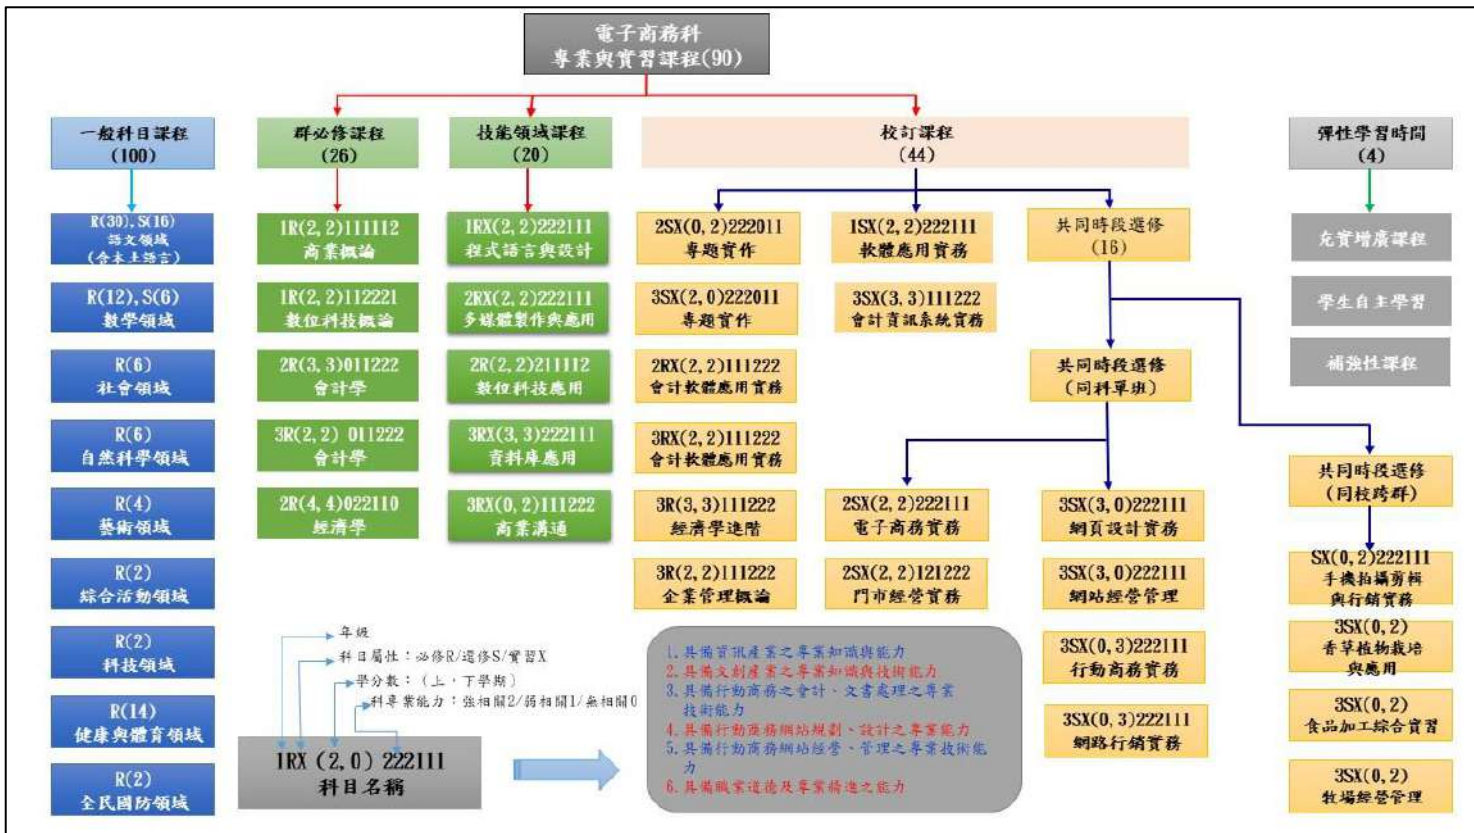 電子商務科
專業與實習課程(90)
一般科目課程
(100)
R(30),S(16)
語文領域
(含本土語言)
R(12),S(6)
數學領域
R(6)
社會領域
R(6)
自然科學領域
R(4)
藝術領域
R(2)
綜合活動領域
R(2)
科技領域
R(14)
健康與體育領域
R(2)
全民國防領域
群必修課程
(26)
1R(2,2)111112
商業概論
1R(2,2)112221
數位科技概論
2R(3,3)011222
會計學
3R(2,2) 011222
會計學
2R(4,4)022110
經濟學
技能領域課程
(20)
1RX(2,2)222111
程式語言與設計
2RX(2,2)222111
多媒體製作與應用
2R(2,2)211112
數位科技應用
3RX(3,3)222111
資料庫應用
3RX(0,2)111222
商業溝通
校訂課程
(44)
2SX(0,2)222011
專題實作
3SX(2,0)222011
專題實作
2RX(2,2)111222
會計軟體應用實務
3RX(2,2)111222
會計軟體應用實務
3R(3,3)111222
經濟學進階
3R(2,2)111222
企業管理概論
1SX(2,2)222111
軟體應用實務
3SX(3,3)111222
會計資訊系統實務
共同時段選修
(16)
共同時段選修
(同科單班)
2SX(2,2)222111
電子商務實務
2SX(2,2)121222
門市經營實務
3SX(3,0)222111
網頁設計實務
3SX(3,0)222111
網站經營管理
3SX(0,3)222111
行動商務實務
3SX(0,3)222111
網路行銷實務
共同時段選修
(同校跨群)
SX(0,2)222111
手機拍攝剪輯
與行銷實務
3SX(0,2)
香草植物栽培
與應用
3SX(0,2)
食品加工綜合實習
3SX(0,2)
牧場經營管理
彈性學習時間
(4)
充實增廣課程
學生自主學習
補強性課程
年級
科目屬性：必修R/選修S/實習X
學分數：（上，下學期）
科專業能力：強相關2/弱相關1/無相關0
1RX (2,0) 222111
科目名稱
1.具備資訊產業之專業知識與能力
2.具備文創產業之專業知識與技術能力
3.具備行動商務之會計、文書處理之專業
技術能力
4.具備行動商務網站規劃、設計之專業能力
5.具備行動商務網站經營、管理之專業技術能
力
6.具備職業道德及專業精進之能力